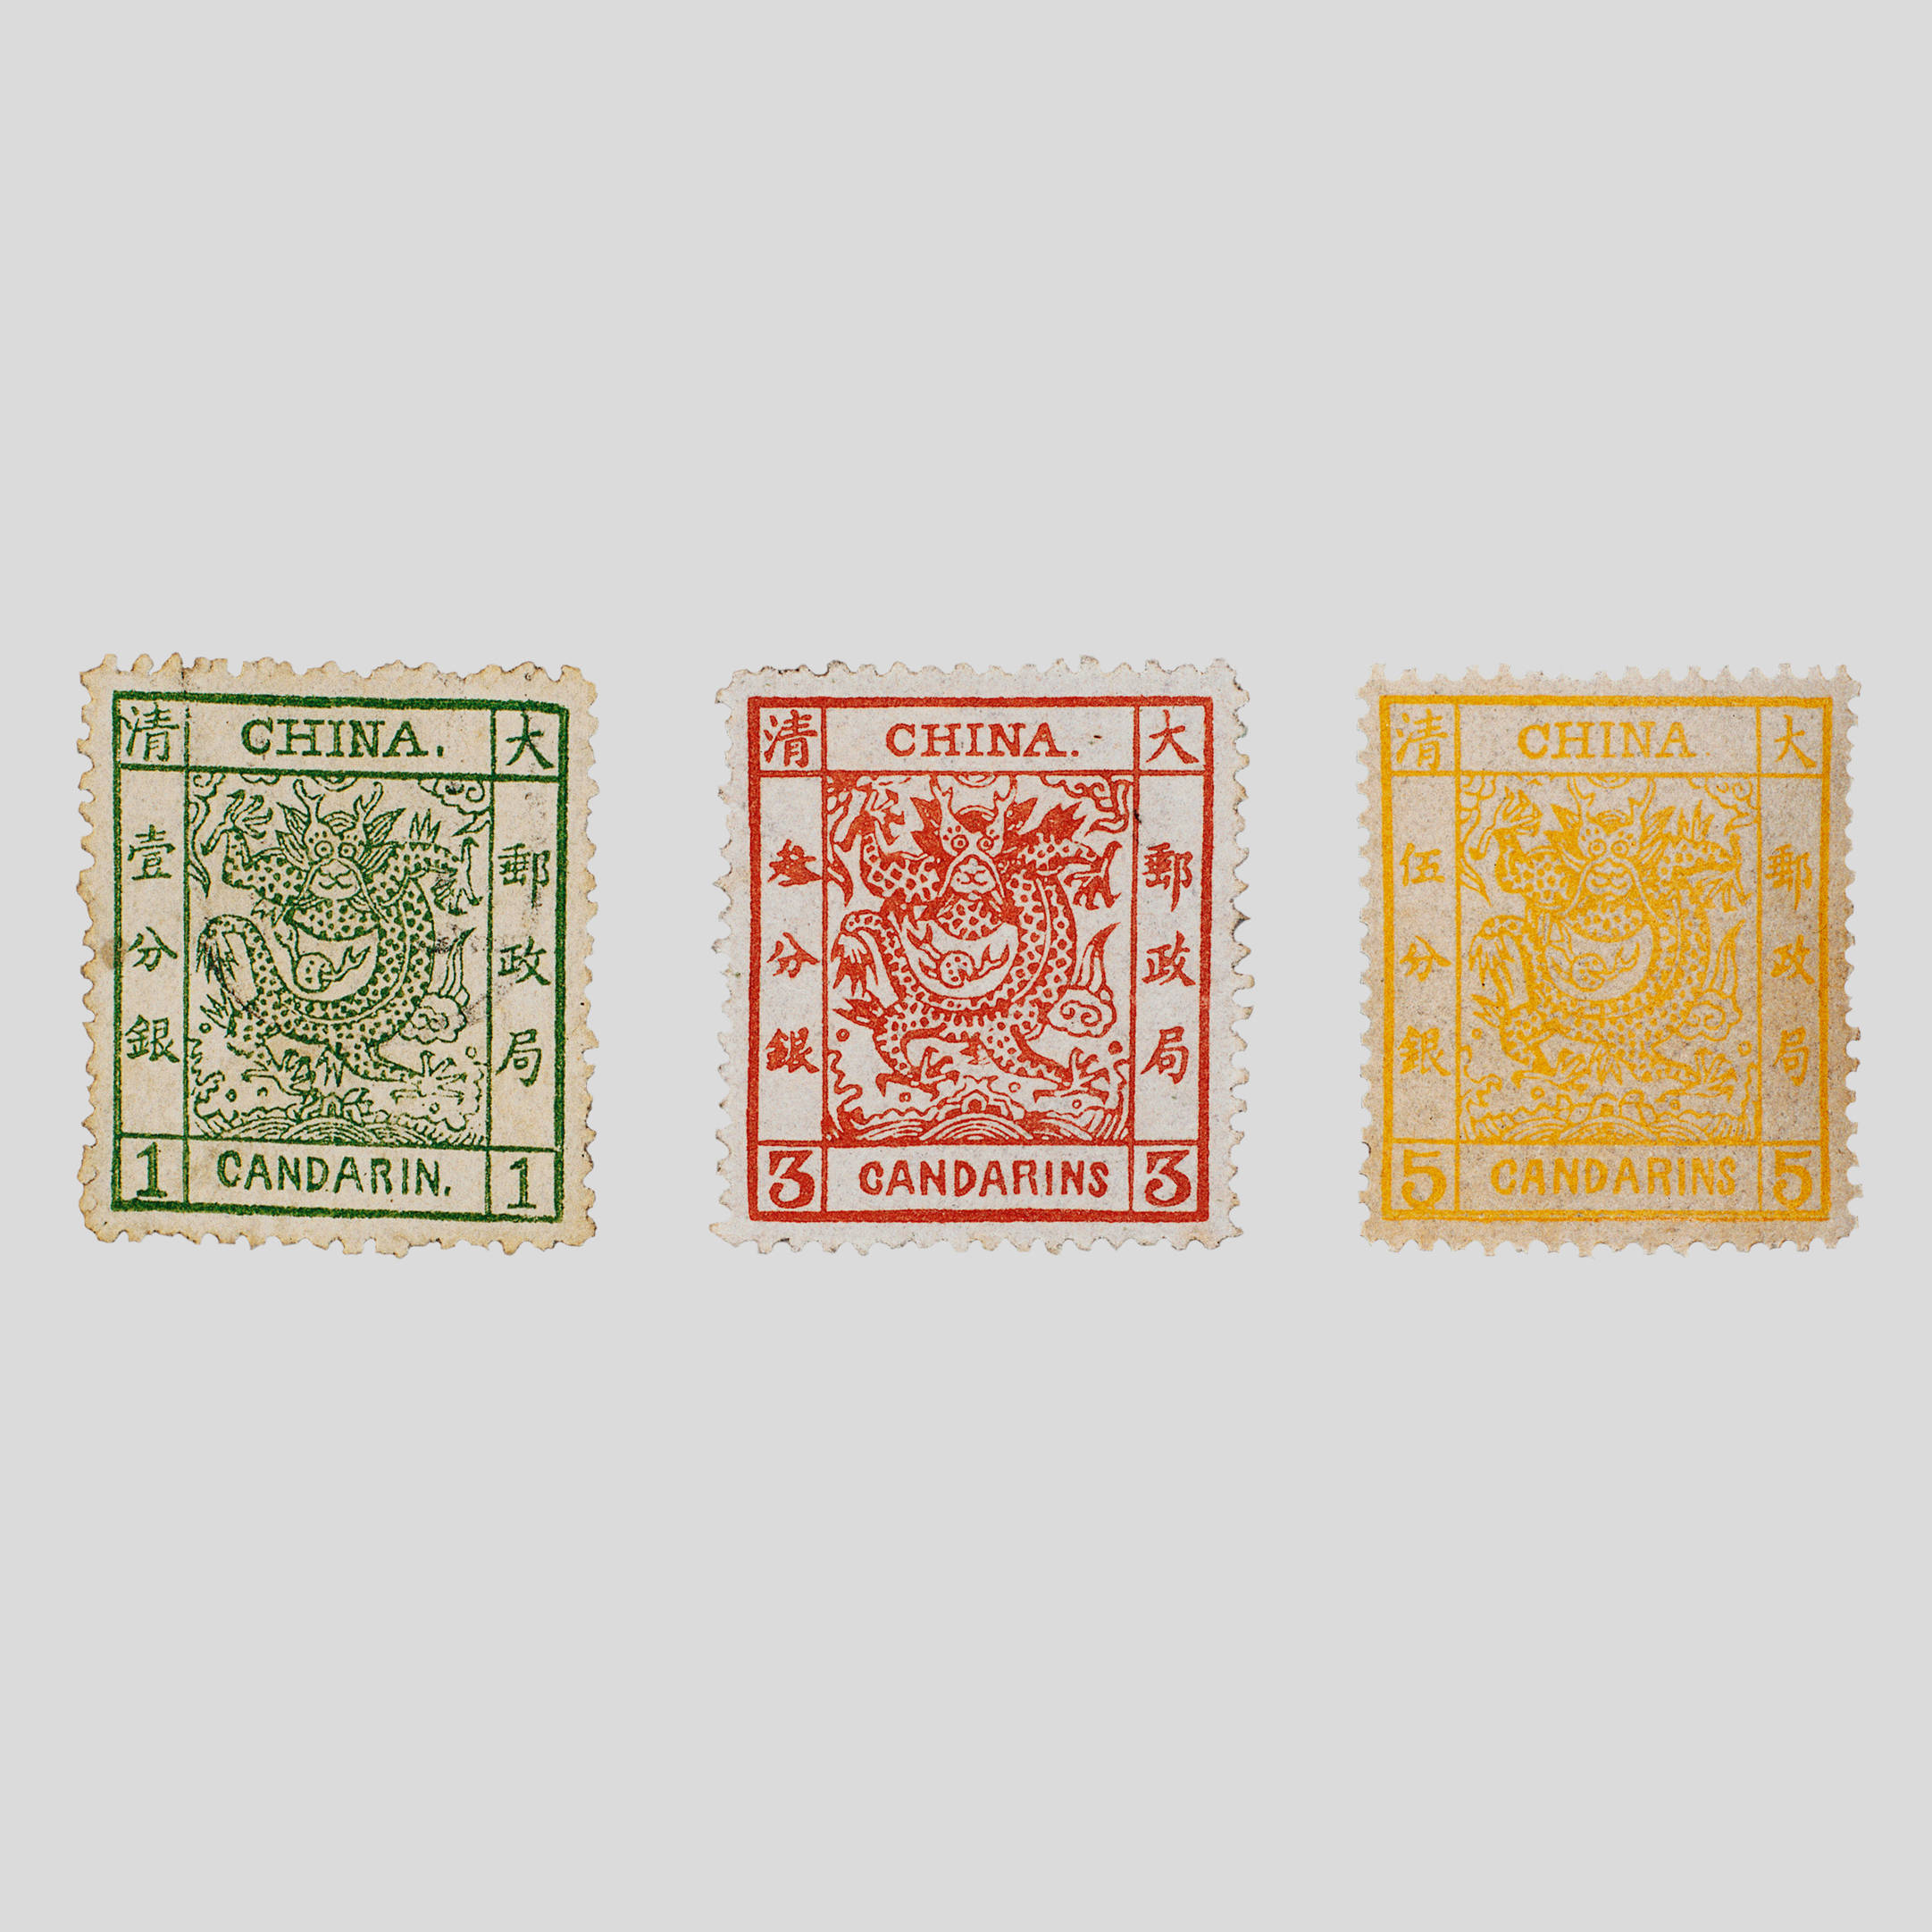 清 CHINA. 大
壹分銀
郵政局
1 CANDARIN. 1
清 CHINA. 大
叁分銀
郵政局
3 CANDARINS 3
清 CHINA 大
伍分銀
郵政局
5 CANDARINS 5